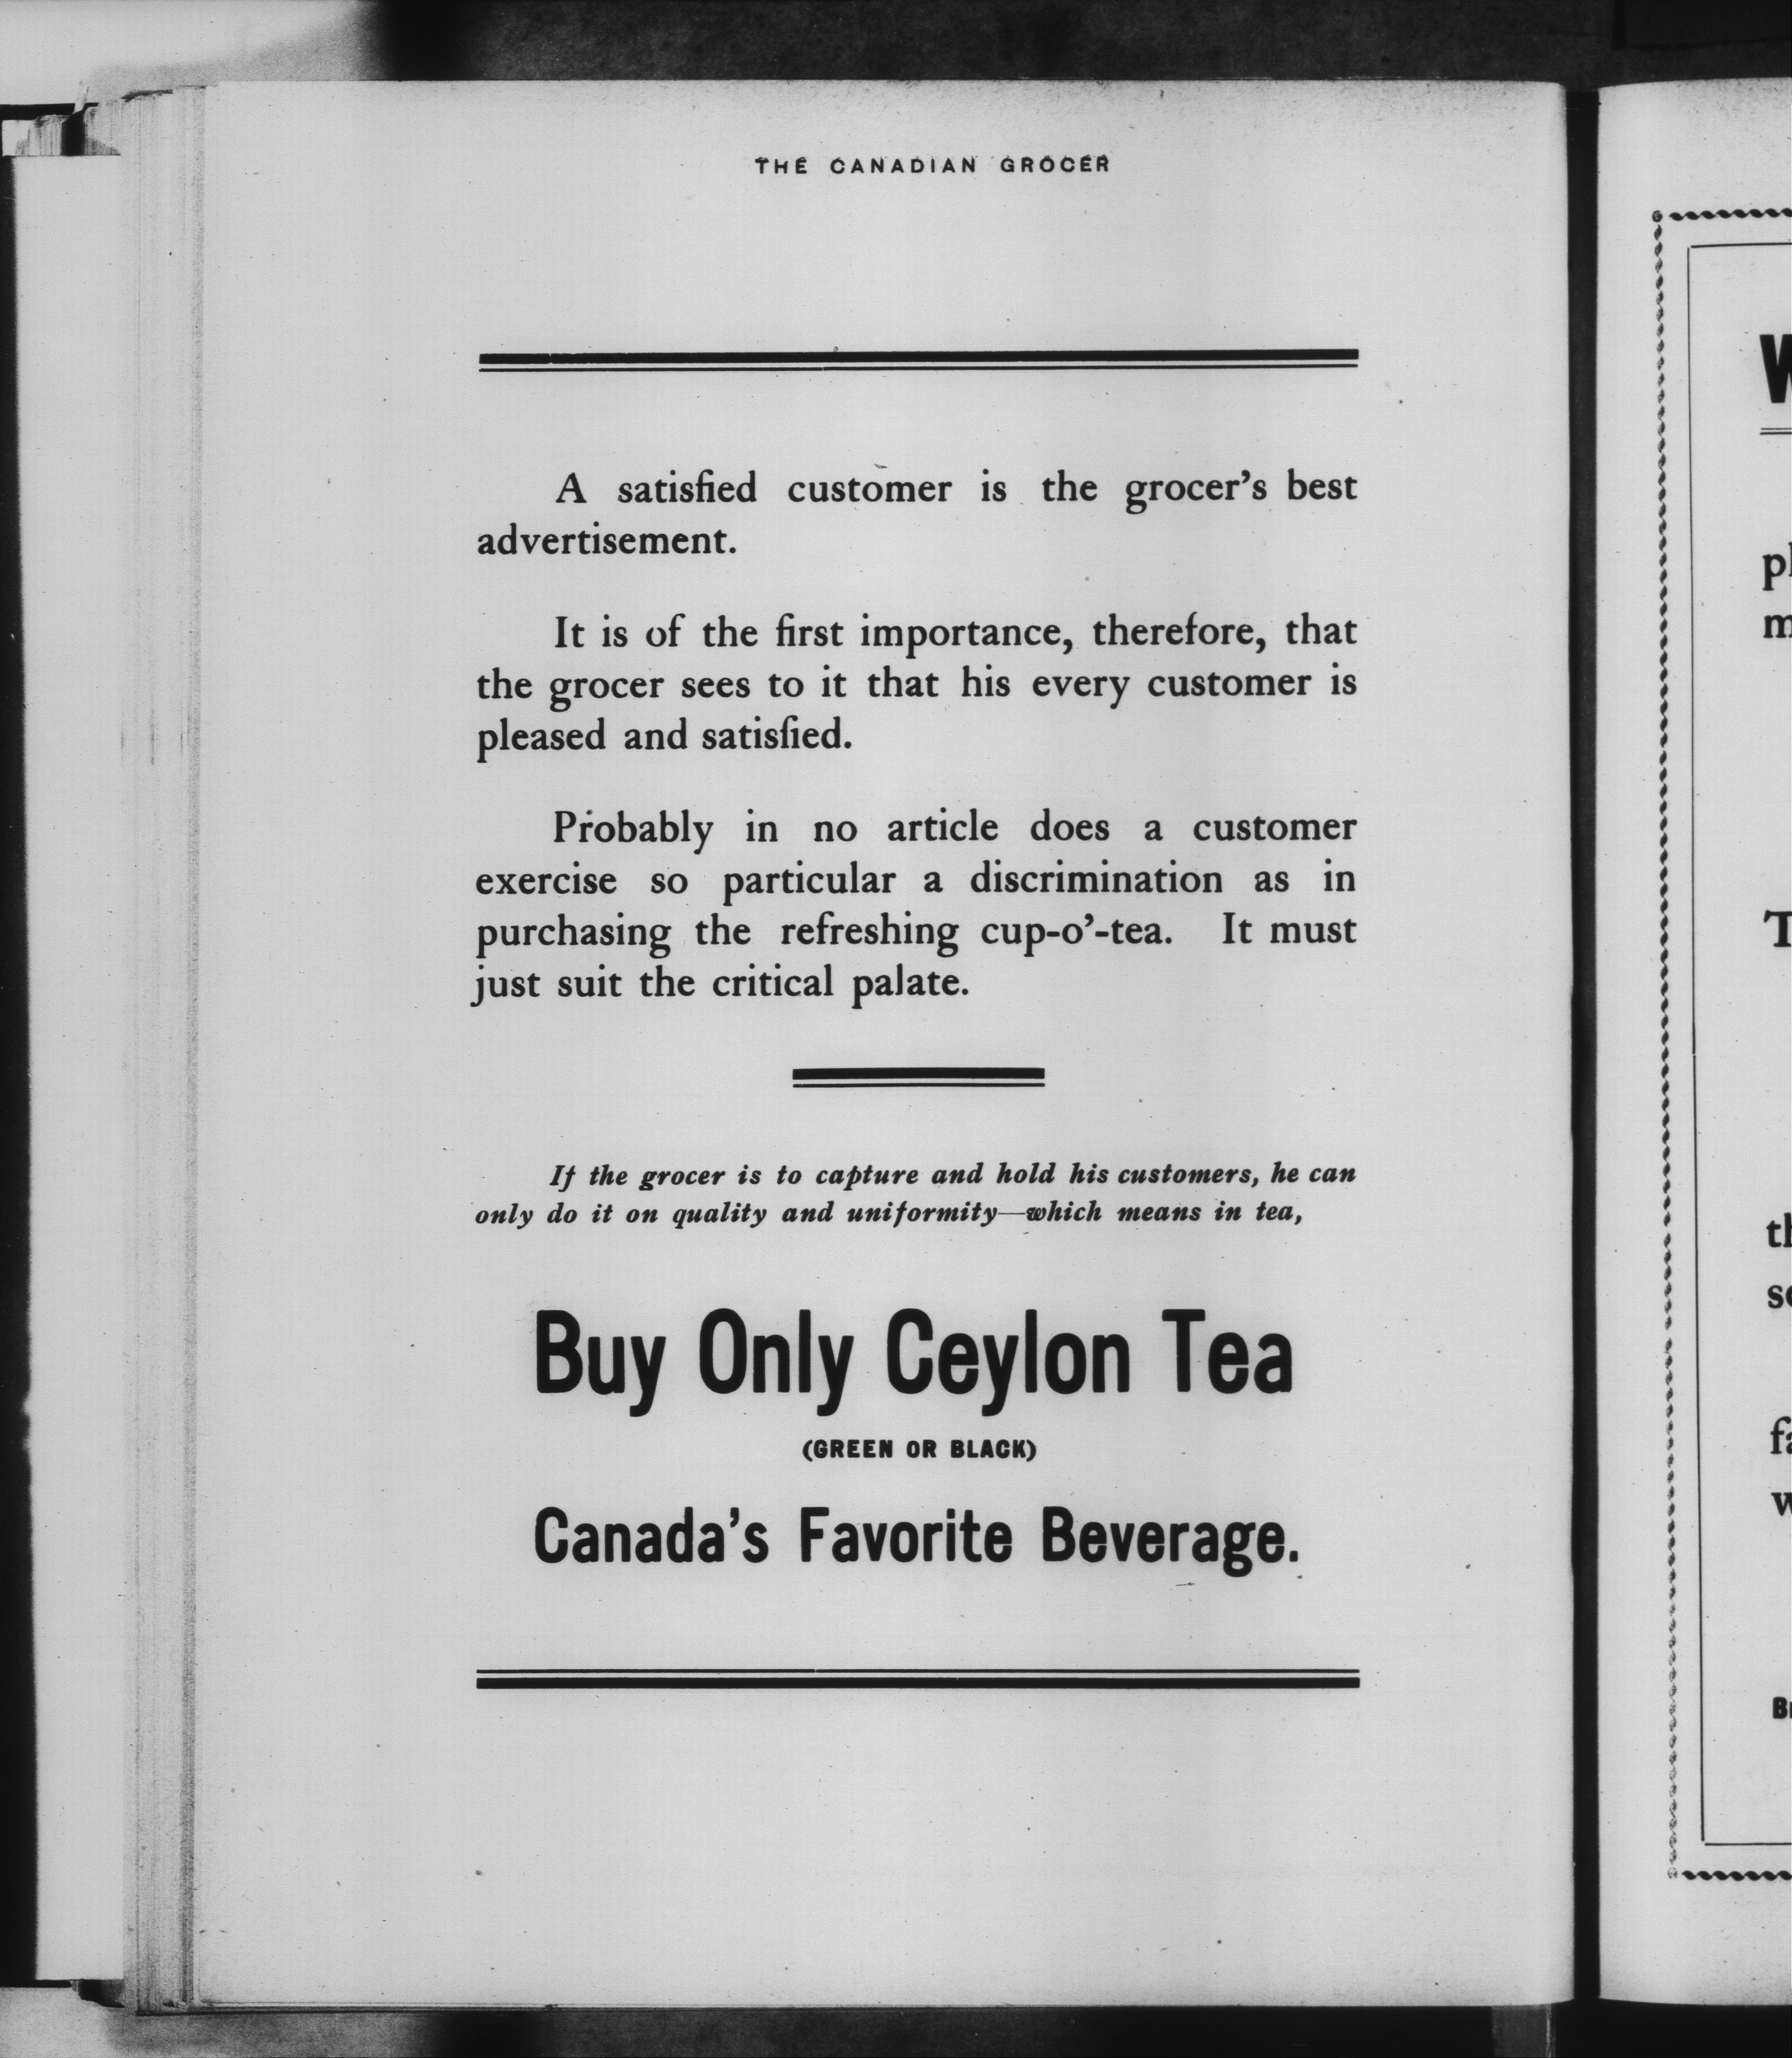 THE CANADIAN GROCER
A satisfied customer is the grocer's best
advertisement.
It is of the first importance, therefore, that
the grocer sees to it that his every customer is
pleased and satisfied.
Probably in no article does a customer
exercise so particular a discrimination as in
purchasing the refreshing cup-o'-tea. It must
just suit the critical palate.
If the grocer is to capture and hold his customers, he can
only do it on quality and uniformity—which means in tea,
Buy Only Ceylon Tea
(GREEN OR BLACK)
Canada's Favorite Beverage.